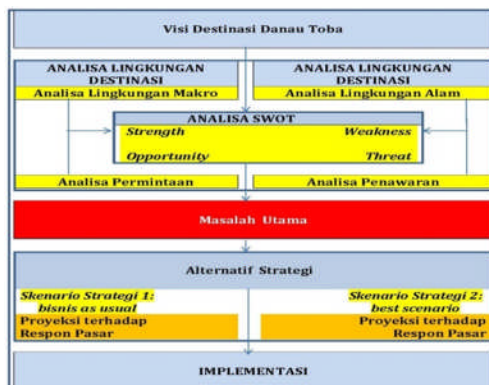 Visi Destinasi Danau Toba
ANALISA LINGKUNGAN
DESTINASI
Analisa Lingkungan Makro
ANALISA LINGKUNGAN
DESTINASI
Analisa Lingkungan Alam
ANALISA SWOT
Strength Weakness
Opportunity Threat
Analisa Permintaan Analisa Penawaran
Masalah Utama
Alternatif Strategi
Skenario Strategi 1:
bisnis as usual
Proyeksi terhadap
Respon Pasar
Skenario Strategi 2:
best scenario
Proyeksi terhadap
Respon Pasar
IMPLEMENTASI